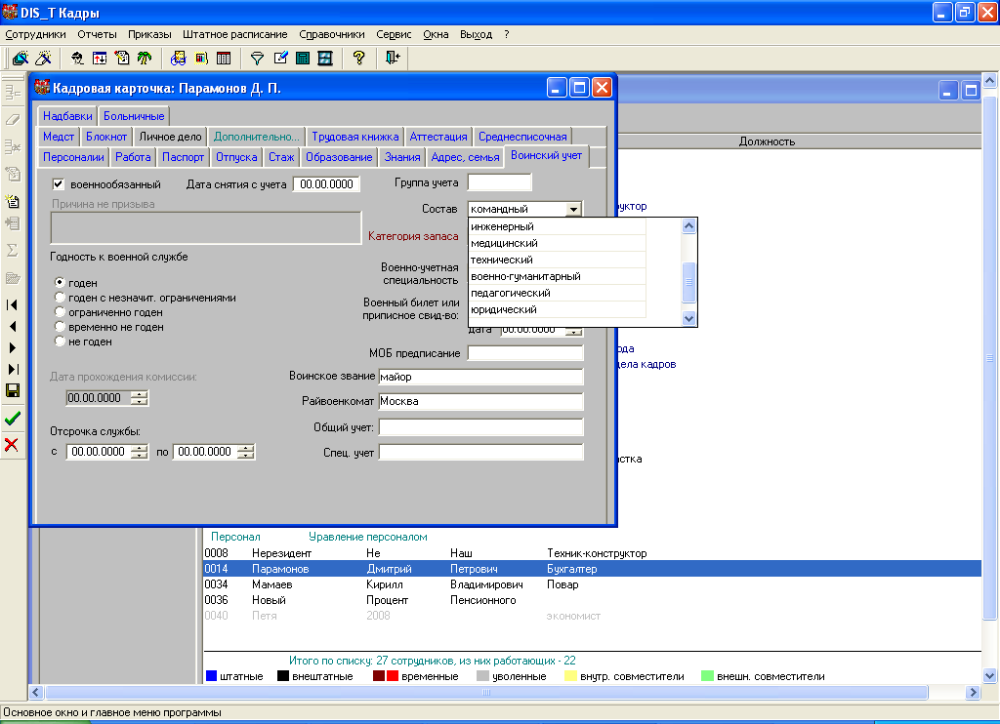 DIS_T Кадры
Сотрудники Отчеты Приказы Штатное расписание Справочники Сервис Окна Выход ?
Кадровая карточка: Парамонов Д. П.
Надбавки Больничные
Медст Блокнот Личное дело Дополнительно... Трудовая книжка Аттестация Среднесписочная
Персоналии Работа Паспорт Отпуска Стаж Образование Знания Адрес, семья Воинский учет
Должность
военнообязанный Дата снятия с учета 00.00.0000 Группа учета
Причина не призыва
Состав командный
уктор
инженерный
медицинский
технический
военно-гуманитарный
педагогический
юридический
Категория запаса
Годность к военной службе
Военно-учетная
специальность
годен
годен с незначит. ограничениями
ограниченно годен
временно не годен
не годен
Военный билет или
приписное свид-во:
дата 00.00.0000
МОБ предписание
ода
дела кадров
Дата прохождения комиссии:
00.00.0000
Воинское звание майор
Райвоенкомат Москва
Отсрочка службы:
с 00.00.0000 по 00.00.0000
Общий учет:
Спец. учет
астка
Персонал Уравление персоналом
0008 Нерезидент Не Наш Техник-конструктор
0014 Парамонов Дмитрий Петрович Бухгалтер
0034 Мамаев Кирилл Владимирович Повар
0036 Новый Процент Пенсионного
0040 Петя 2008 экономист
Итого по списку: 27 сотрудников, из них работающих - 22
штатные внештатные временные уволенные внутр. совместители внешн. совместители
Основное окно и главное меню программы